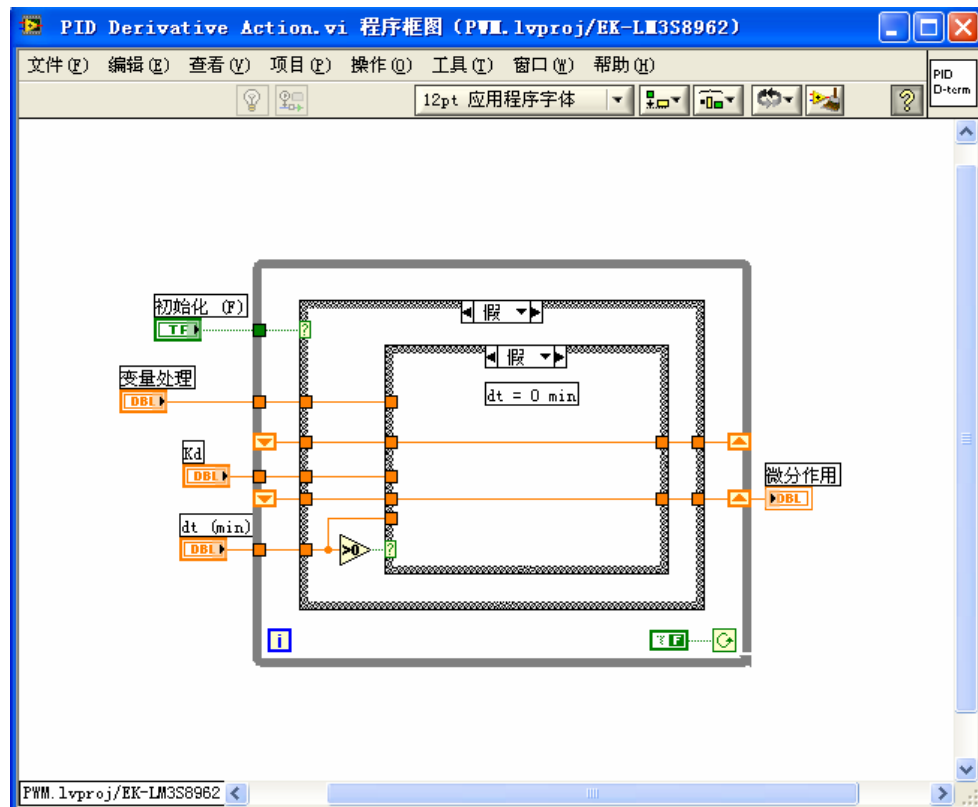 PID Derivative Action.vi 程序框图 (PWM.lvproj/EK-LM3S8962)
文件(F) 编辑(E) 查看(V) 项目(P) 操作(O) 工具(T) 窗口(W) 帮助(H)
PID
D-term
12pt 应用程序字体
?
初始化 (F)
TF
假
?
假
变量处理
DBL
dt = 0 min
Kd
DBL
微分作用
DBL
dt (min)
DBL
>0
?
i
F
PWM.lvproj/EK-LM3S8962